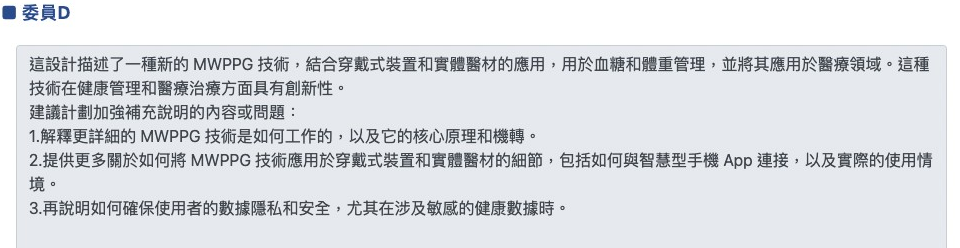 委員D
這設計描述了一種新的 MWPPG 技術，結合穿戴式裝置和實體醫材的應用，用於血糖和體重管理，並將其應用於醫療領域。這種
技術在健康管理和醫療治療方面具有創新性。
建議計劃加強補充說明的內容或問題：
1.解釋更詳細的 MWPPG 技術是如何工作的，以及它的核心原理和機轉。
2.提供更多關於如何將 MWPPG 技術應用於穿戴式裝置和實體醫材的細節，包括如何與智慧型手機 App 連接，以及實際的使用情
境。
3.再說明如何確保使用者的數據隱私和安全，尤其在涉及敏感的健康數據時。